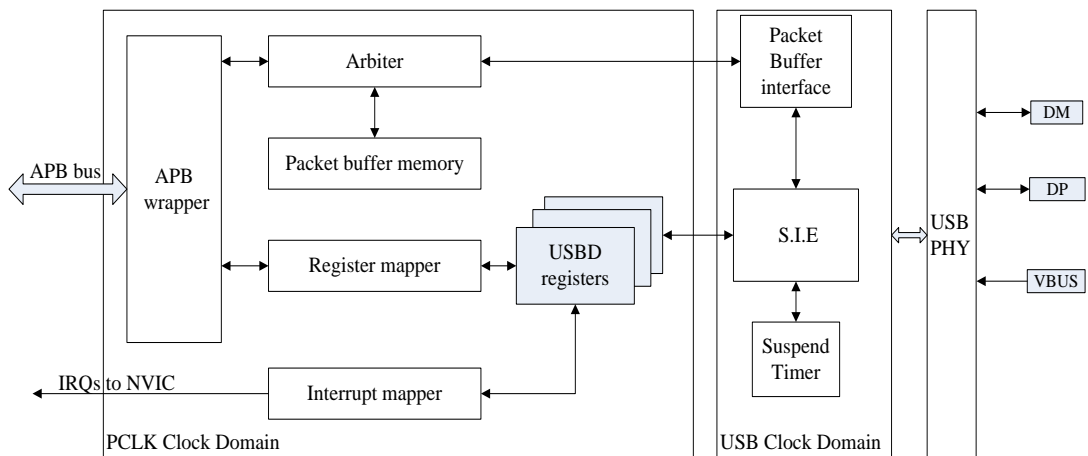 Packet
Buffer
interface
Arbiter
DM
Packet buffer memory
APB bus
APB
wrapper
DP
USB
PHY
S.I.E
USBD
registers
Register mapper
VBUS
Suspend
Timer
IRQs to NVIC
Interrupt mapper
PCLK Clock Domain
USB Clock Domain